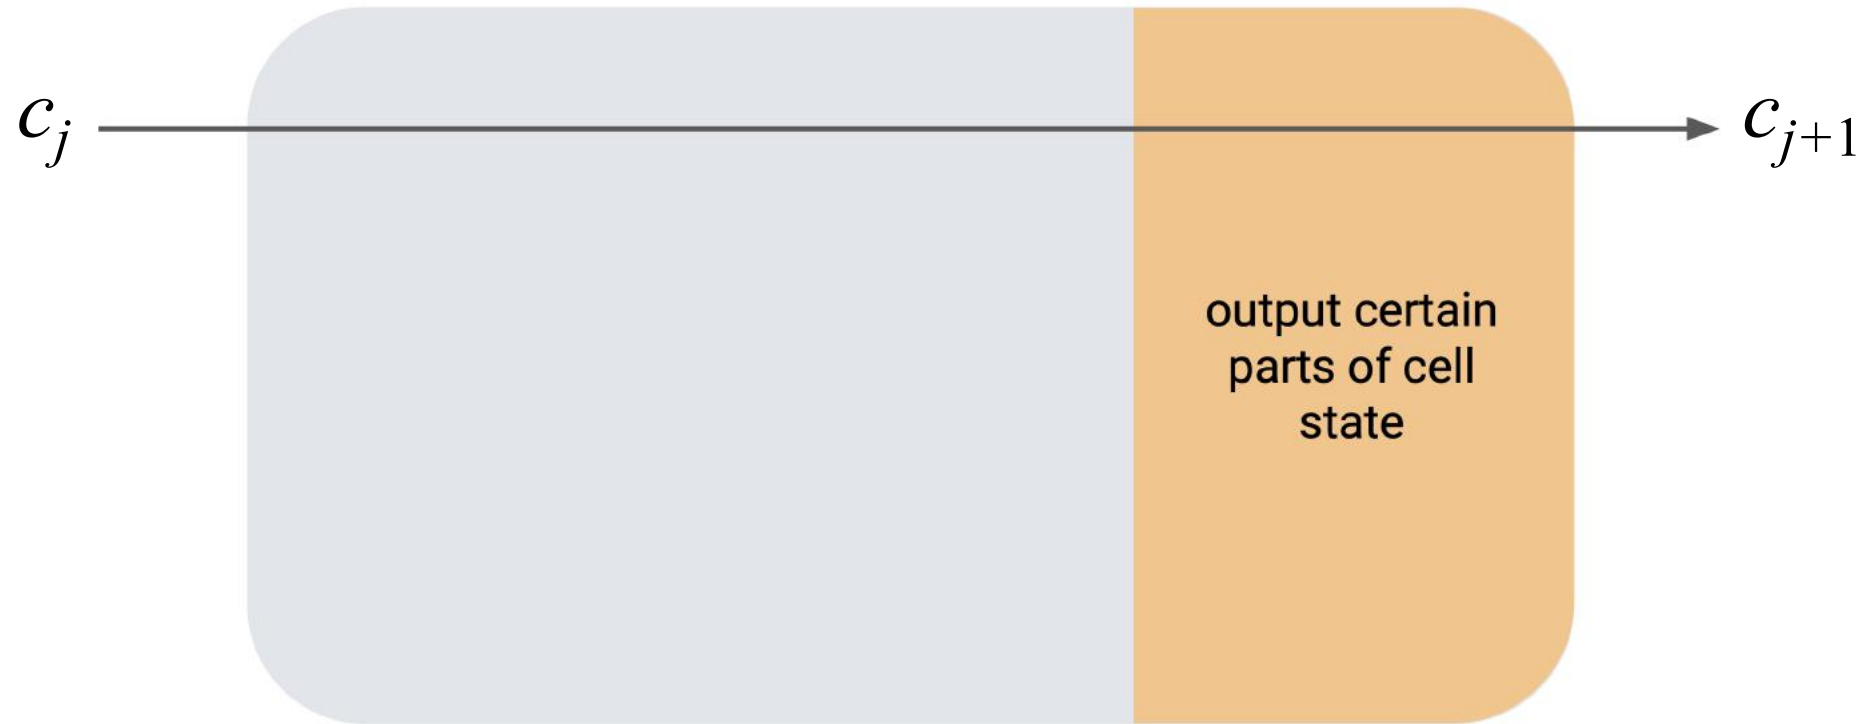 c_j
c_{j+1}
output certain
parts of cell
state